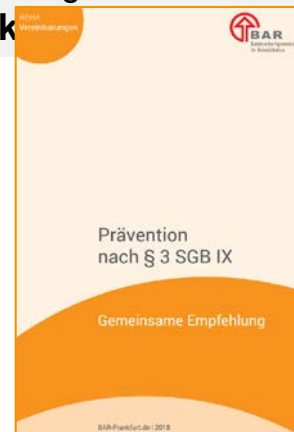 k
REHA
Vereinbarungen
BAR
Bundesarbeitsgemeinschaft
für Rehabilitation
Prävention
nach § 3 SGB IX
Gemeinsame Empfehlung
BAR-Frankfurt.de | 2018